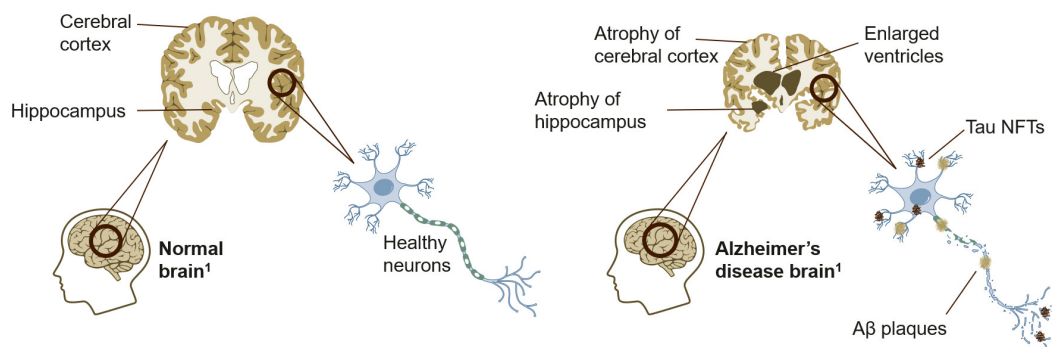 Cerebral
cortex
Hippocampus
Normal
brain¹
Healthy
neurons
Atrophy of
cerebral cortex
Enlarged
ventricles
Atrophy of
hippocampus
Tau NFTs
Alzheimer’s
disease brain¹
Aβ plaques